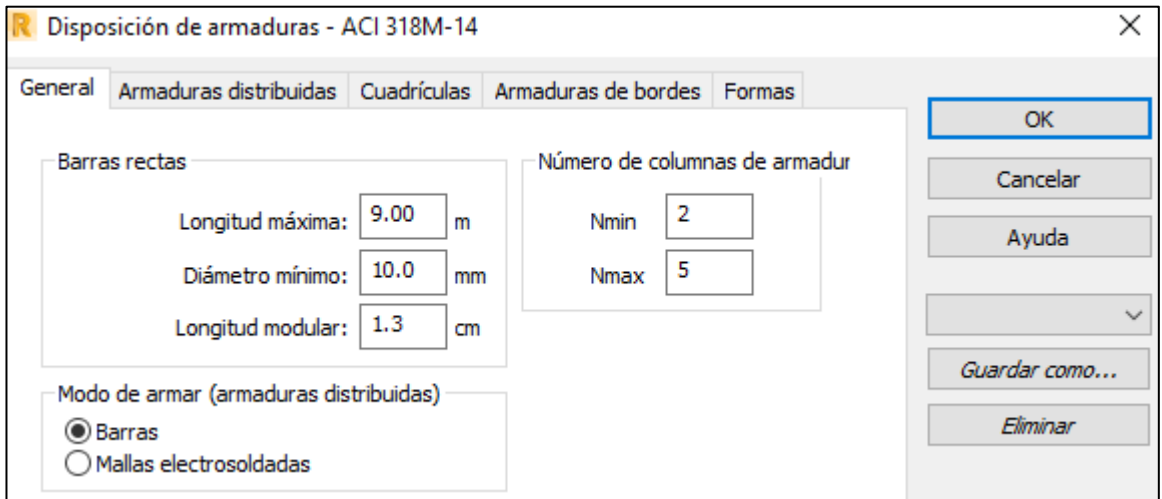 R Disposición de armaduras - ACI 318M-14
General Armaduras distribuidas Cuadrículas Armaduras de bordes Formas
Barras rectas
Longitud máxima: 9.00 m
Diámetro mínimo: 10.0 mm
Longitud modular: 1.3 cm
Número de columnas de armadur
Nmin 2
Nmax 5
Modo de armar (armaduras distribuidas)
Barras
Mallas electrosoldadas
OK
Cancelar
Ayuda
Guardar como...
Eliminar